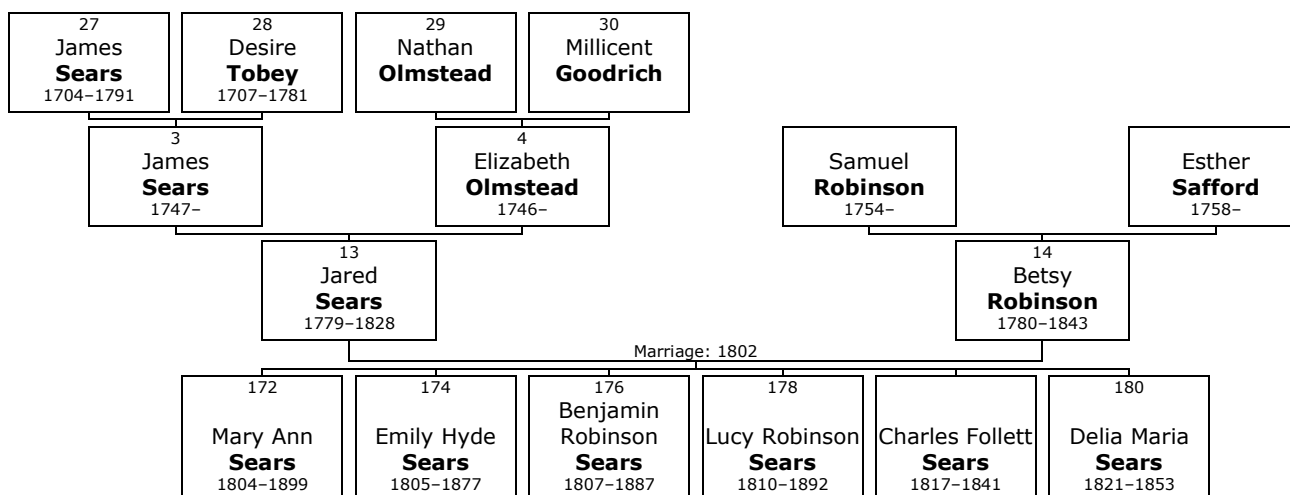 27
James
Sears
1704–1791
28
Desire
Tobey
1707–1781
29
Nathan
Olmstead
30
Millicent
Goodrich
3
James
Sears
1747–
4
Elizabeth
Olmstead
1746–
Samuel
Robinson
1754–
Esther
Safford
1758–
13
Jared
Sears
1779–1828
14
Betsy
Robinson
1780–1843
Marriage: 1802
172
Mary Ann
Sears
1804–1899
174
Emily Hyde
Sears
1805–1877
176
Benjamin
Robinson
Sears
1807–1887
178
Lucy Robinson
Sears
1810–1892
Charles Follett
Sears
1817–1841
180
Delia Maria
Sears
1821–1853